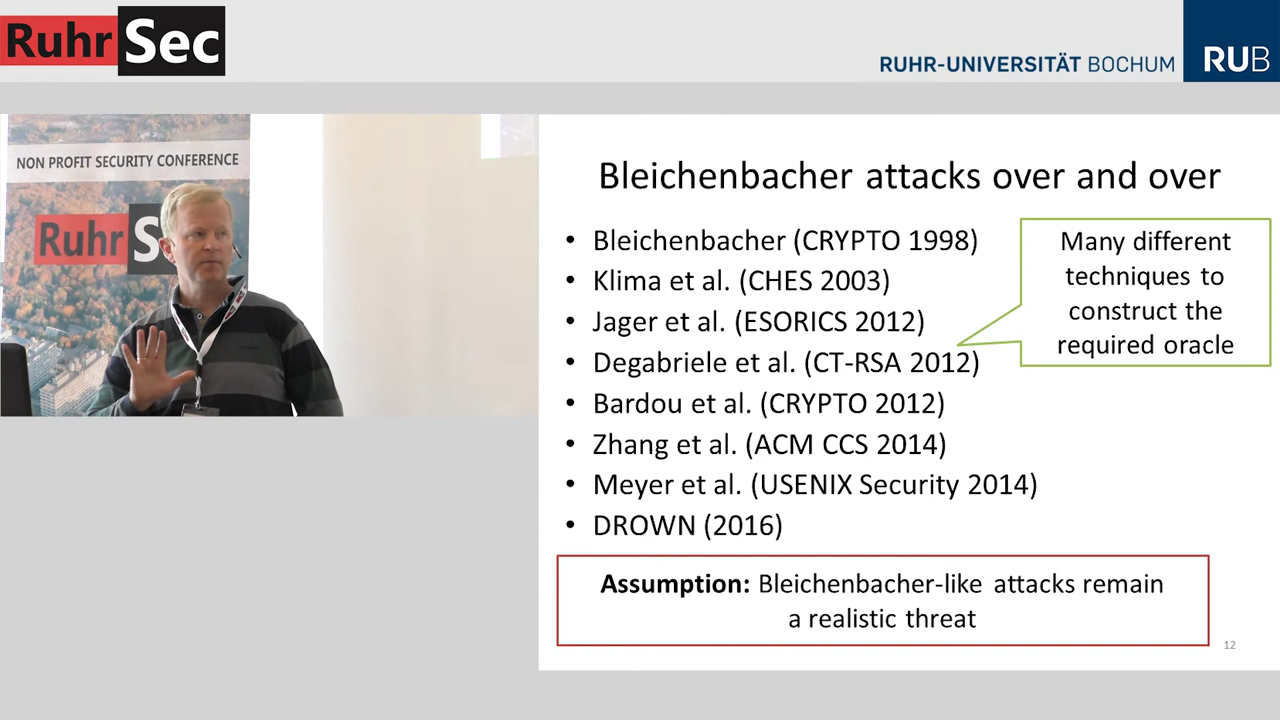 RuhrSec
RUHR-UNIVERSITÄT BOCHUM
RUB
NON PROFIT SECURITY CONFERENCE
RuhrSe
Bleichenbacher attacks over and over
• Bleichenbacher (CRYPTO 1998)
• Klima et al. (CHES 2003)
• Jager et al. (ESORICS 2012)
• Degabriele et al. (CT-RSA 2012)
• Bardou et al. (CRYPTO 2012)
• Zhang et al. (ACM CCS 2014)
• Meyer et al. (USENIX Security 2014)
• DROWN (2016)
Many different
techniques to
construct the
required oracle
Assumption: Bleichenbacher-like attacks remain
a realistic threat
12